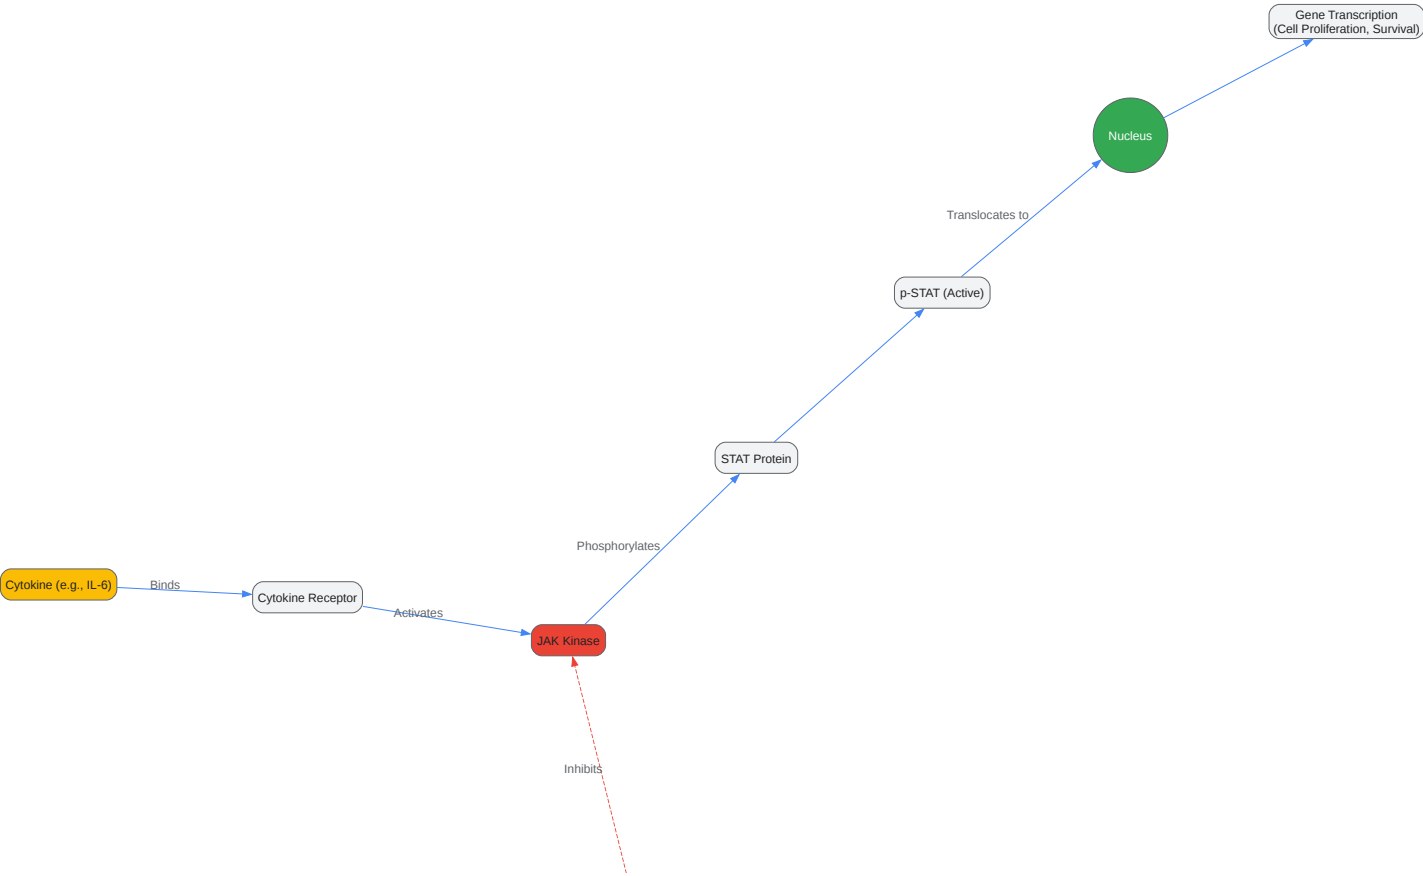 Gene Transcription
(Cell Proliferation, Survival)
Nucleus
Translocates to
p-STAT (Active)
STAT Protein
Phosphorylates
Cytokine (e.g., IL-6)
Binds
Cytokine Receptor
Activates
JAK Kinase
Inhibits